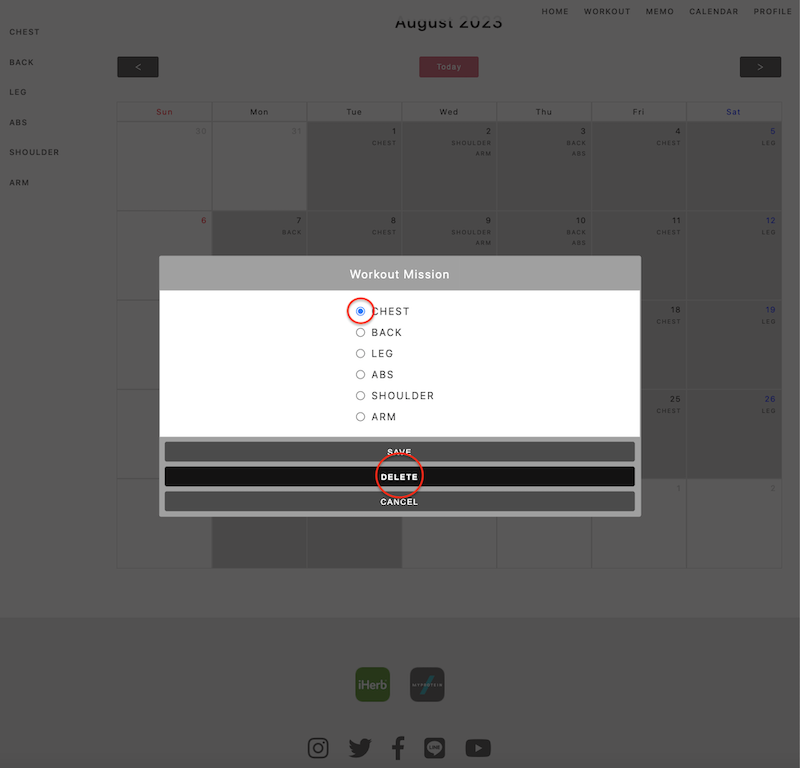 HOME WORKOUT MEMO CALENDAR PROFILE
August 2023
CHEST
BACK
LEG
ABS
SHOULDER
ARM
< Today >
Sun Mon Tue Wed Thu Fri Sat
30 31 1 2 3 4 5
CHEST SHOULDER BACK CHEST LEG
ARM ABS
6 7 8 9 10 11 12
BACK CHEST SHOULDER BACK CHEST LEG
ARM ABS
Workout Mission
CHEST
BACK
LEG
ABS
SHOULDER
ARM
SAVE
DELETE
CANCEL
18 19
CHEST LEG
25 26
CHEST LEG
1 2
iHerb MYPROTEIN
LINE